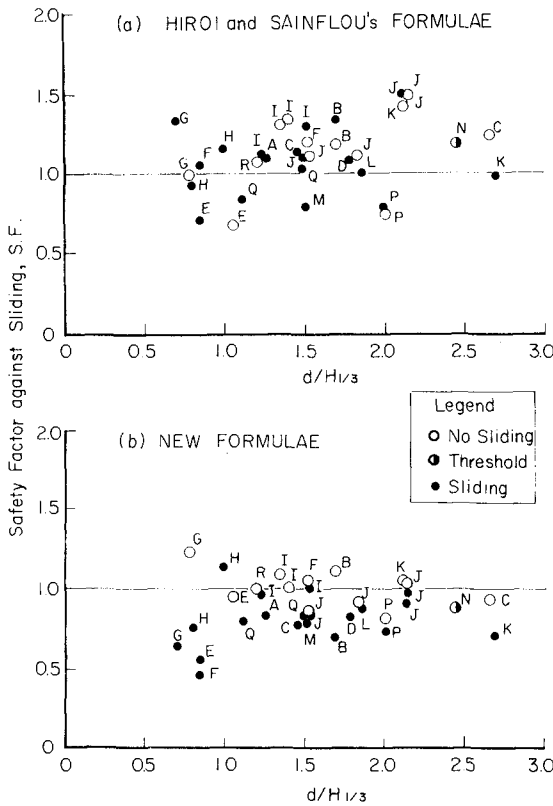 (a) HIROI and SAINFLOU's FORMULAE
Safety Factor against Sliding, S.F.
2.0
1.5
1.0
0.5
0
G
G
F
H
H
E
E
Q
R
I
A
I
I
I
C
F
J
Q
M
B
B
D
J
L
P
P
J
J
K
J
N
C
K
0
0.5
1.0
1.5
2.0
2.5
3.0
d/H1/3
Legend
No Sliding
Threshold
Sliding
(b) NEW FORMULAE
2.0
1.5
1.0
0.5
0
G
G
H
H
E
F
E
Q
R
I
A
I
I
C
Q
F
I
J
J
M
B
B
D
J
L
P
P
K
J
J
N
C
K
0
0.5
1.0
1.5
2.0
2.5
3.0
d/H1/3